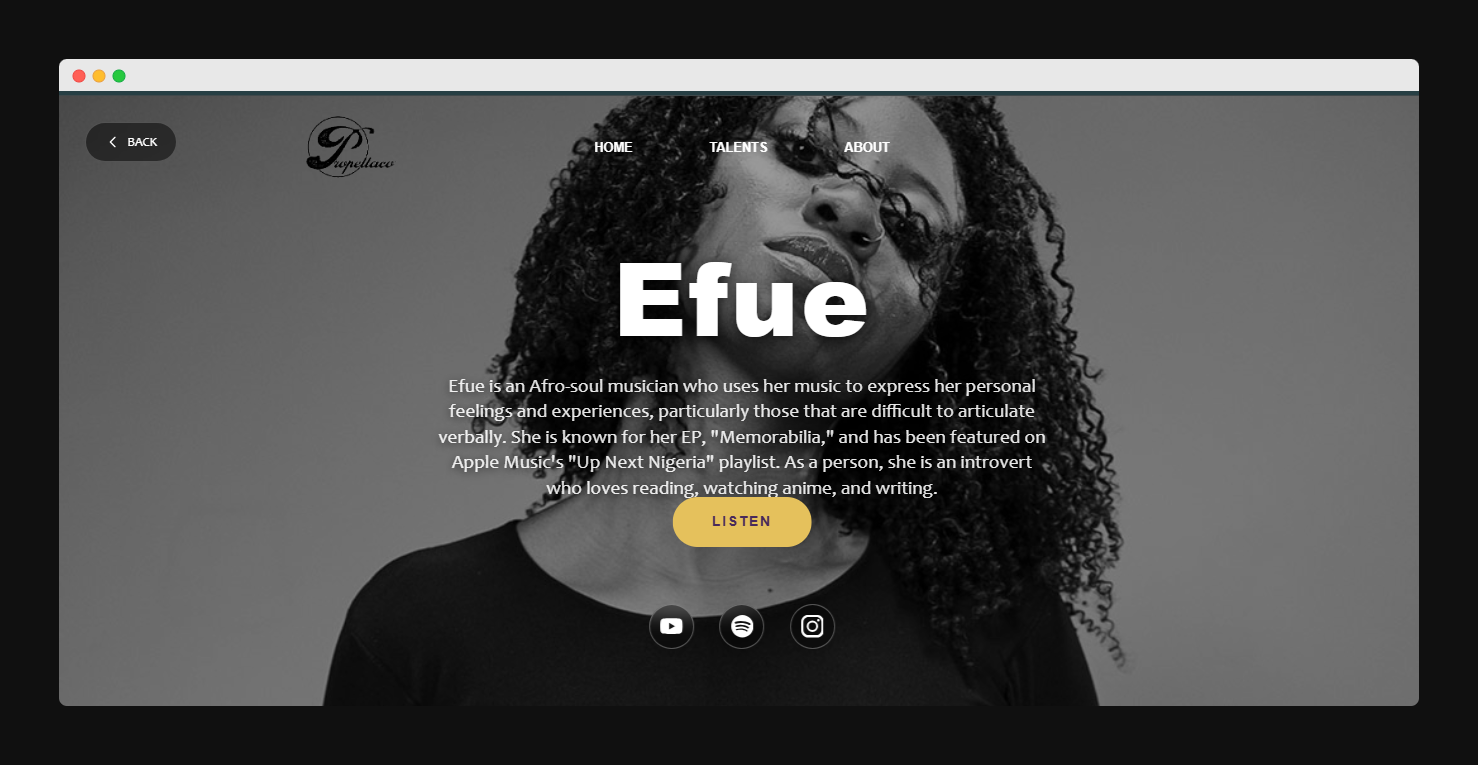 BACK
Propellaco
HOME TALENTS ABOUT
Efue
Efue is an Afro-soul musician who uses her music to express her personal
feelings and experiences, particularly those that are difficult to articulate
verbally. She is known for her EP, "Memorabilia," and has been featured on
Apple Music's "Up Next Nigeria" playlist. As a person, she is an introvert
who loves reading, watching anime, and writing.
LISTEN